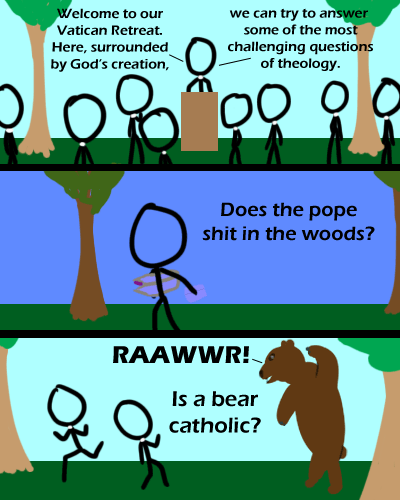 Welcome to our
Vatican Retreat.
Here, surrounded
by God's creation,
we can try to answer
some of the most
challenging questions
of theology.
Does the pope
shit in the woods?
RAAWWR!
Is a bear
catholic?